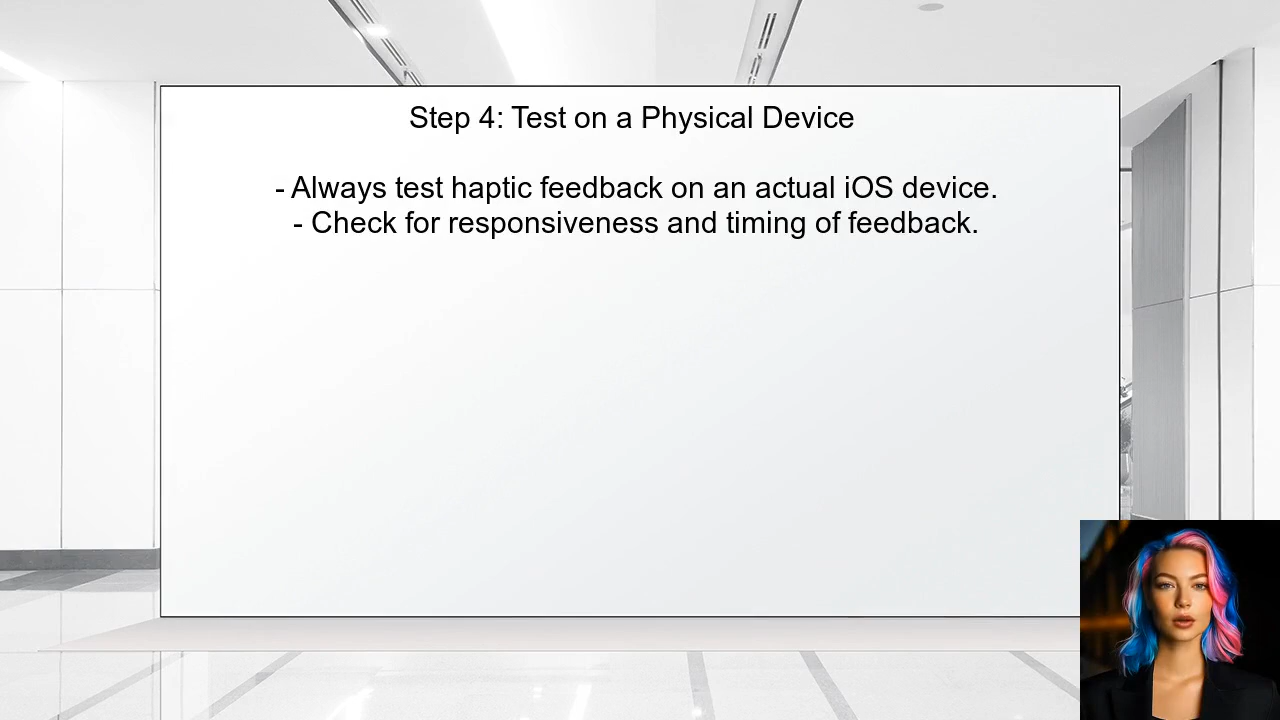 Step 4: Test on a Physical Device
- Always test haptic feedback on an actual iOS device.
- Check for responsiveness and timing of feedback.